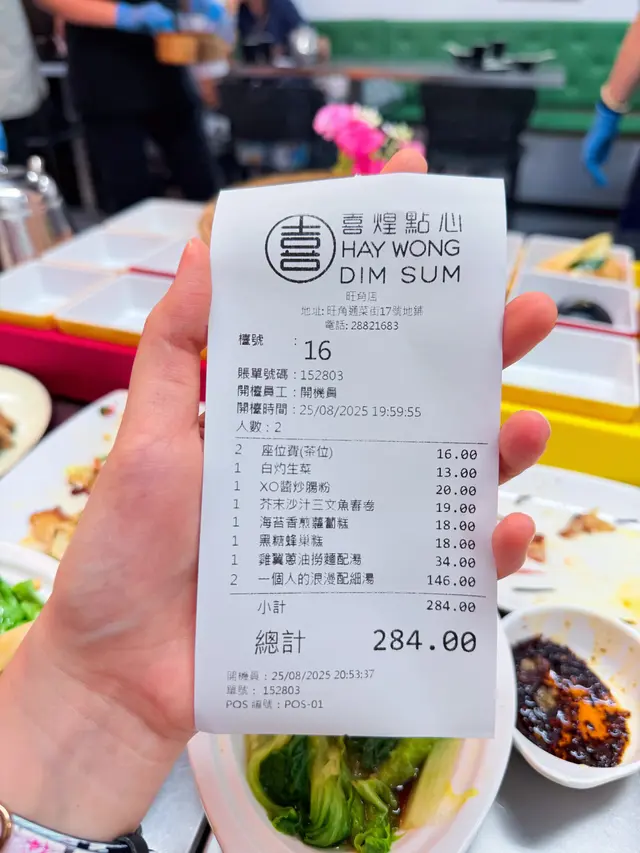 喜
喜煌點心
HAY WONG
DIM SUM
旺角店
地址: 旺角通菜街17號地鋪
電話: 28821683
檯號 : 16
賬單號碼 : 152803
開檯員工 : 開機員
開檯時間 : 25/08/2025 19:59:55
人數 : 2
2 座位費(茶位) 16.00
1 白灼生菜 13.00
1 XO醬炒腸粉 20.00
1 芥末沙汁三文魚春卷 19.00
1 海苔香煎蘿蔔糕 18.00
1 黑糖蜂巢糕 18.00
1 雞翼蔥油撈麵配湯 34.00
2 一個人的浪漫配細湯 146.00
小計 284.00
總計 284.00
開機員 : 25/08/2025 20:53:37
單號 : 152803
POS 編號 : POS-01